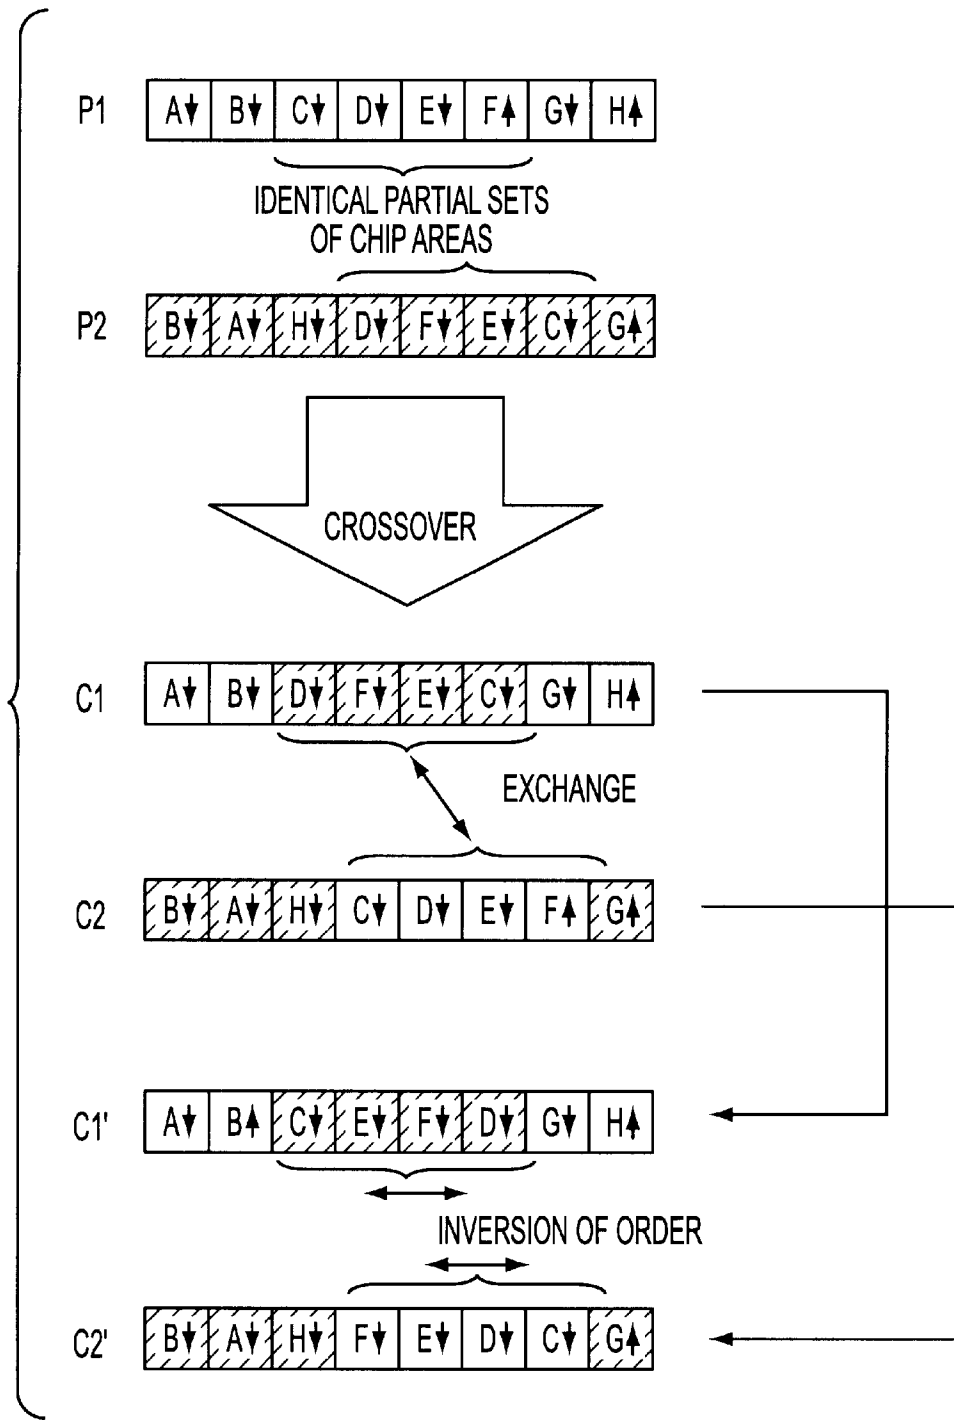 P1 A↓ B↓ C↓ D↓ E↓ F↑ G↓ H↑
IDENTICAL PARTIAL SETS
OF CHIP AREAS
P2 B↓ A↓ H↓ D↓ F↓ E↓ C↓ G↑
CROSSOVER
C1 A↓ B↓ D↓ F↓ E↓ C↓ G↓ H↑
EXCHANGE
C2 B↓ A↓ H↓ C↓ D↓ E↓ F↑ G↑
C1' A↓ B↑ C↓ E↓ F↓ D↓ G↓ H↑
INVERSION OF ORDER
C2' B↓ A↓ H↓ F↓ E↓ D↓ C↓ G↑